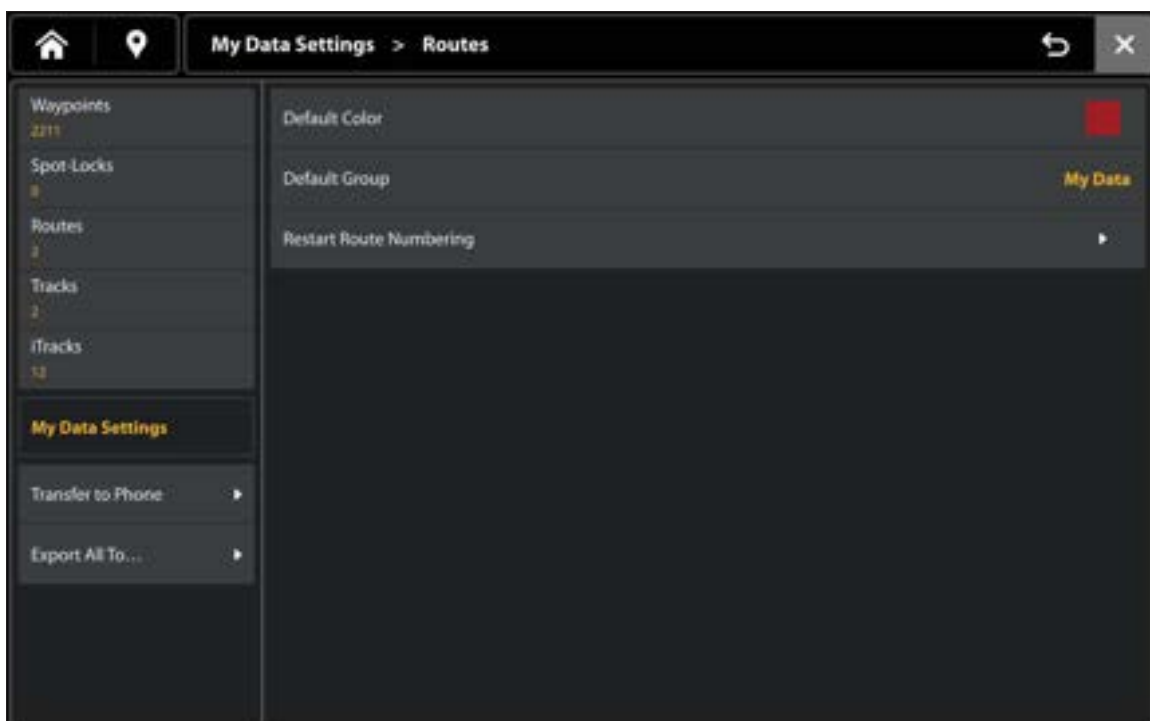 My Data Settings > Routes
Waypoints
2211
Spot-Locks
Routes
Tracks
2
iTracks
12
My Data Settings
Transfer to Phone
Export All To...
Default Color
Default Group
My Data
Restart Route Numbering